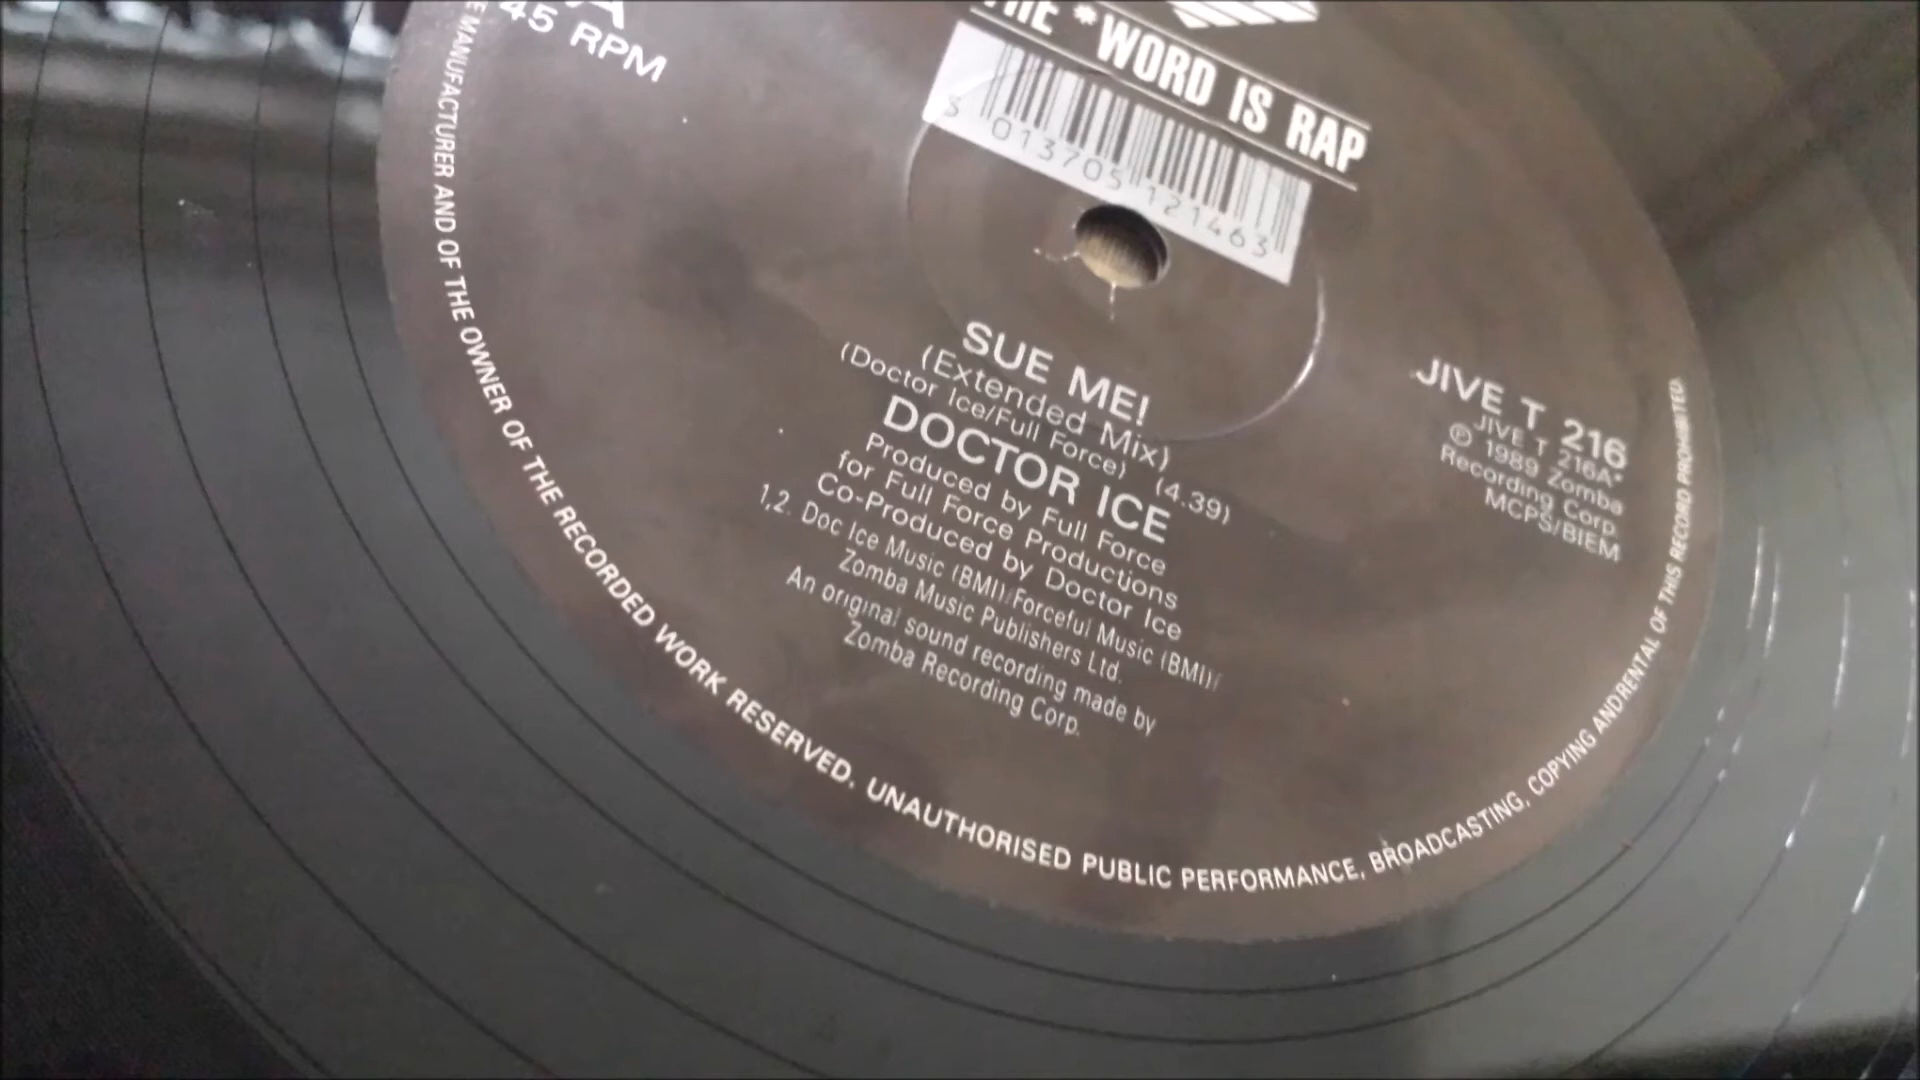 A
45 RPM
THE *WORD IS RAP
5 013705 121463
SUE ME!
(Extended Mix)
(Doctor Ice/Full Force) (4.39)
DOCTOR ICE
Produced by Full Force
for Full Force Productions
Co-Produced by Doctor Ice
1,2. Doc Ice Music (BMI)/Forceful Music (BMI)/
Zomba Music Publishers Ltd.
An original sound recording made by
Zomba Recording Corp.
JIVE T 216
JIVE T 216A*
℗ 1989 Zomba
Recording Corp.
MCPS/BIEM
MANUFACTURER AND OF THE OWNER OF THE RECORDED WORK RESERVED. UNAUTHORISED PUBLIC PERFORMANCE, BROADCASTING, COPYING ANDRENTAL OF THIS RECORD PROHIBITED.